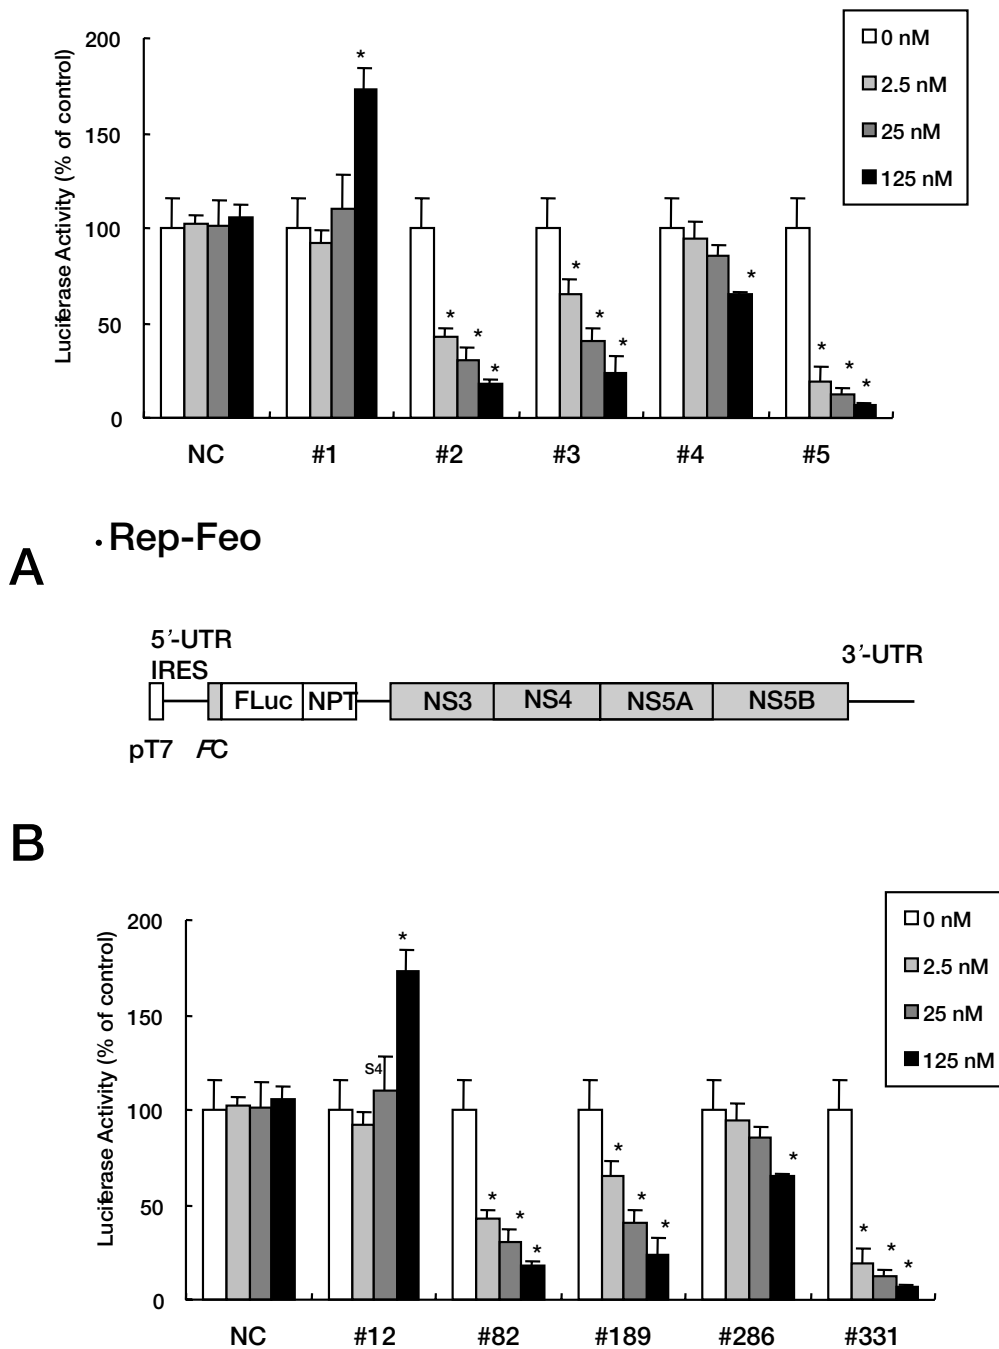 200
150
100
50
0
Luciferase Activity (% of control)
*
* * *
* * *
*
* * *
0 nM
2.5 nM
25 nM
125 nM
NC #1 #2 #3 #4 #5
A
. Rep-Feo
5´-UTR
IRES
3´-UTR
FLuc NPT NS3 NS4 NS5A NS5B
pT7
B
200
150
100
50
0
Luciferase Activity (% of control)
*
S4
* * *
* * *
*
* * *
0 nM
2.5 nM
25 nM
125 nM
NC #12 #82 #189 #286 #331